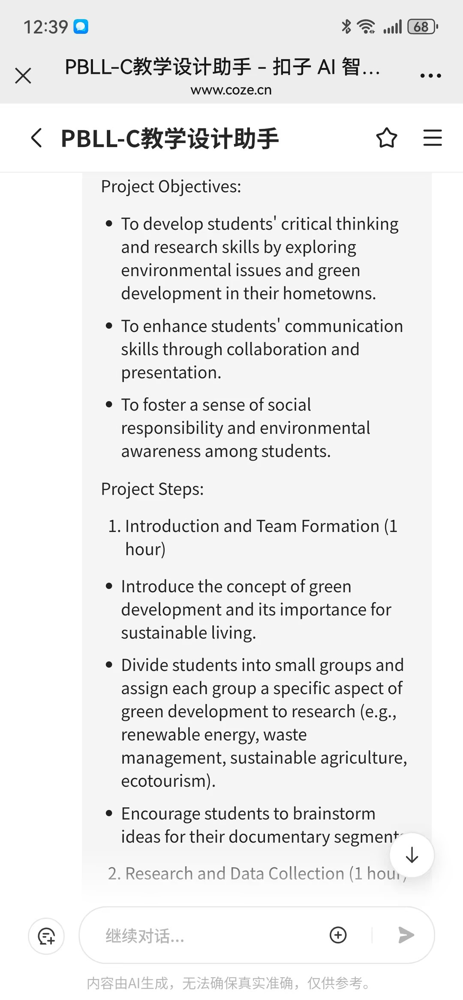 12:39
68
PBLL-C教学设计助手 - 扣子 AI 智...
www.coze.cn
PBLL-C教学设计助手
Project Objectives:
• To develop students' critical thinking
and research skills by exploring
environmental issues and green
development in their hometowns.
• To enhance students' communication
skills through collaboration and
presentation.
• To foster a sense of social
responsibility and environmental
awareness among students.
Project Steps:
1. Introduction and Team Formation (1
hour)
• Introduce the concept of green
development and its importance for
sustainable living.
• Divide students into small groups and
assign each group a specific aspect of
green development to research (e.g.,
renewable energy, waste
management, sustainable agriculture,
ecotourism).
• Encourage students to brainstorm
ideas for their documentary segments
2. Research and Data Collection (1 hour)
继续对话...
内容由AI生成，无法确保真实准确，仅供参考。